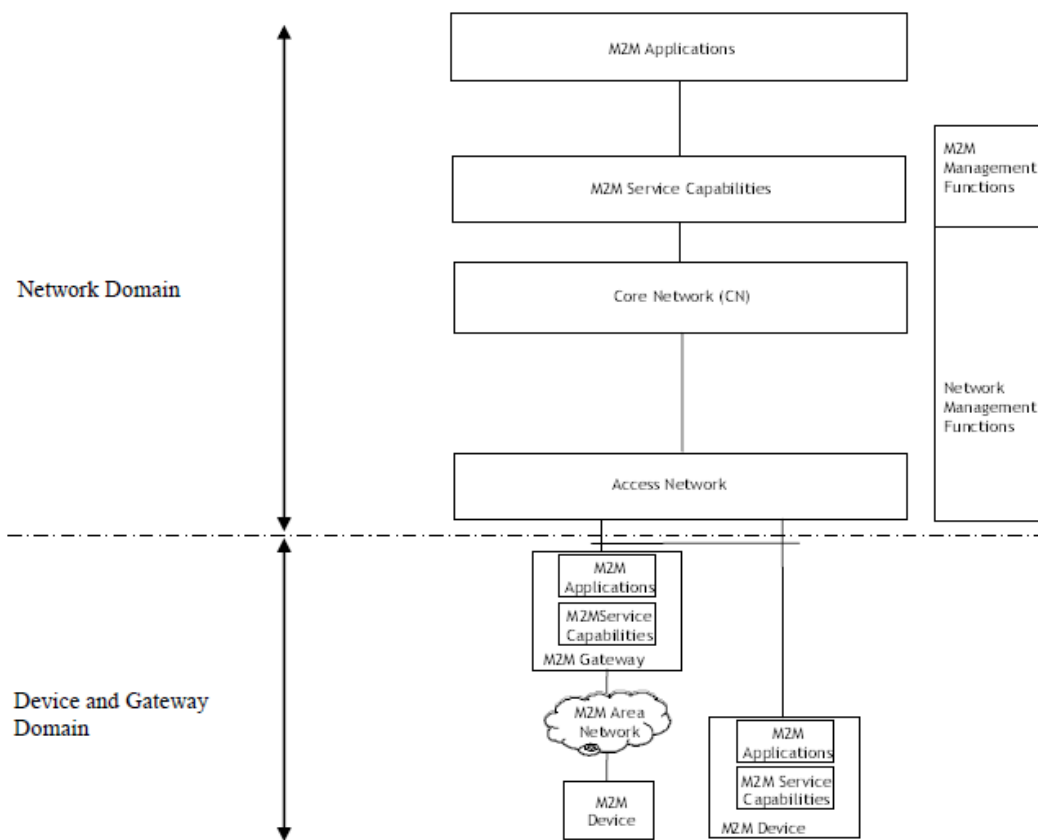 M2M Applications
M2M
Management
Functions
M2M Service Capabilities
Network Domain
Core Network (CN)
Network
Management
Functions
Access Network
M2M
Applications
M2MService
Capabilities
M2M Gateway
Device and Gateway
Domain
M2M Area
Network
M2M
Device
M2M
Applications
M2M Service
Capabilities
M2M Device